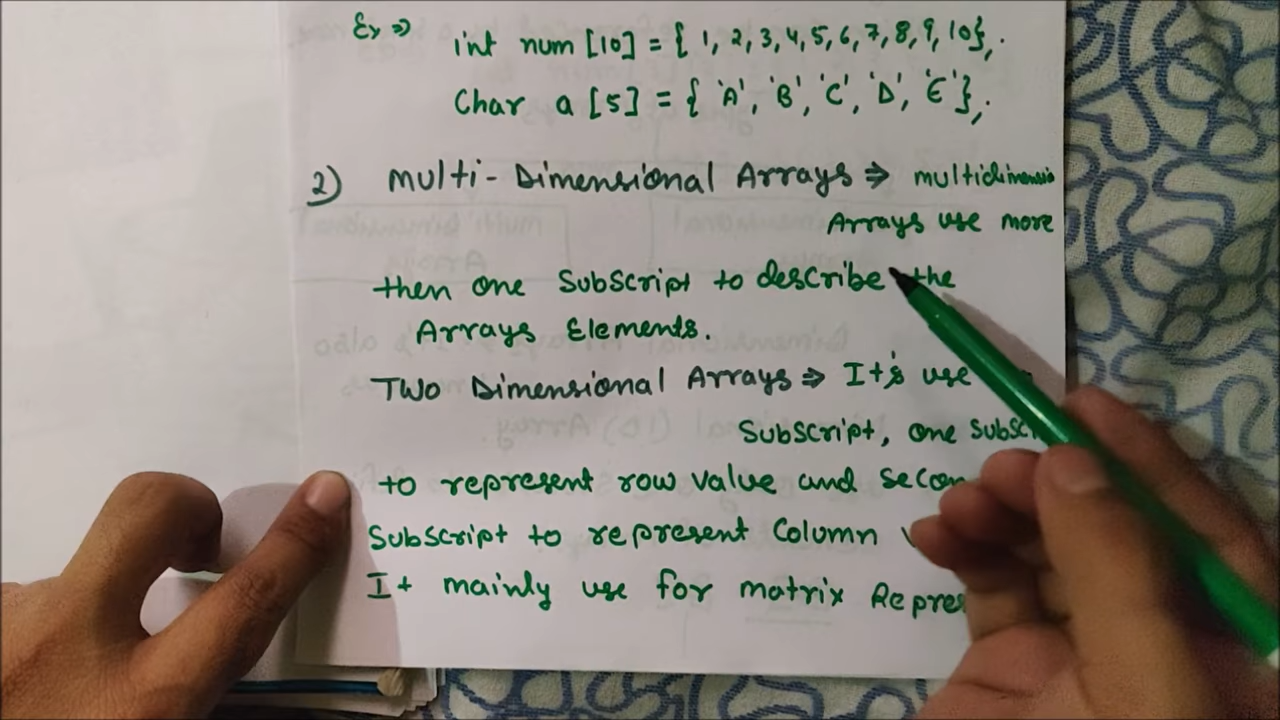 Ex ⇒
int num [10] = { 1, 2, 3, 4, 5, 6, 7, 8, 9, 10};
Char a [5] = { 'A', 'B', 'C', 'D', 'E'};
2) Multi-Dimensional Arrays ⇒ multidimensio
Arrays use more
then one SubScript to describe the
Arrays Elements.
TWO Dimensional Arrays ⇒ It's use
SubScript, one Subsc
to represent row value and secon
SubScript to represent Column
It mainly use for matrix Repres